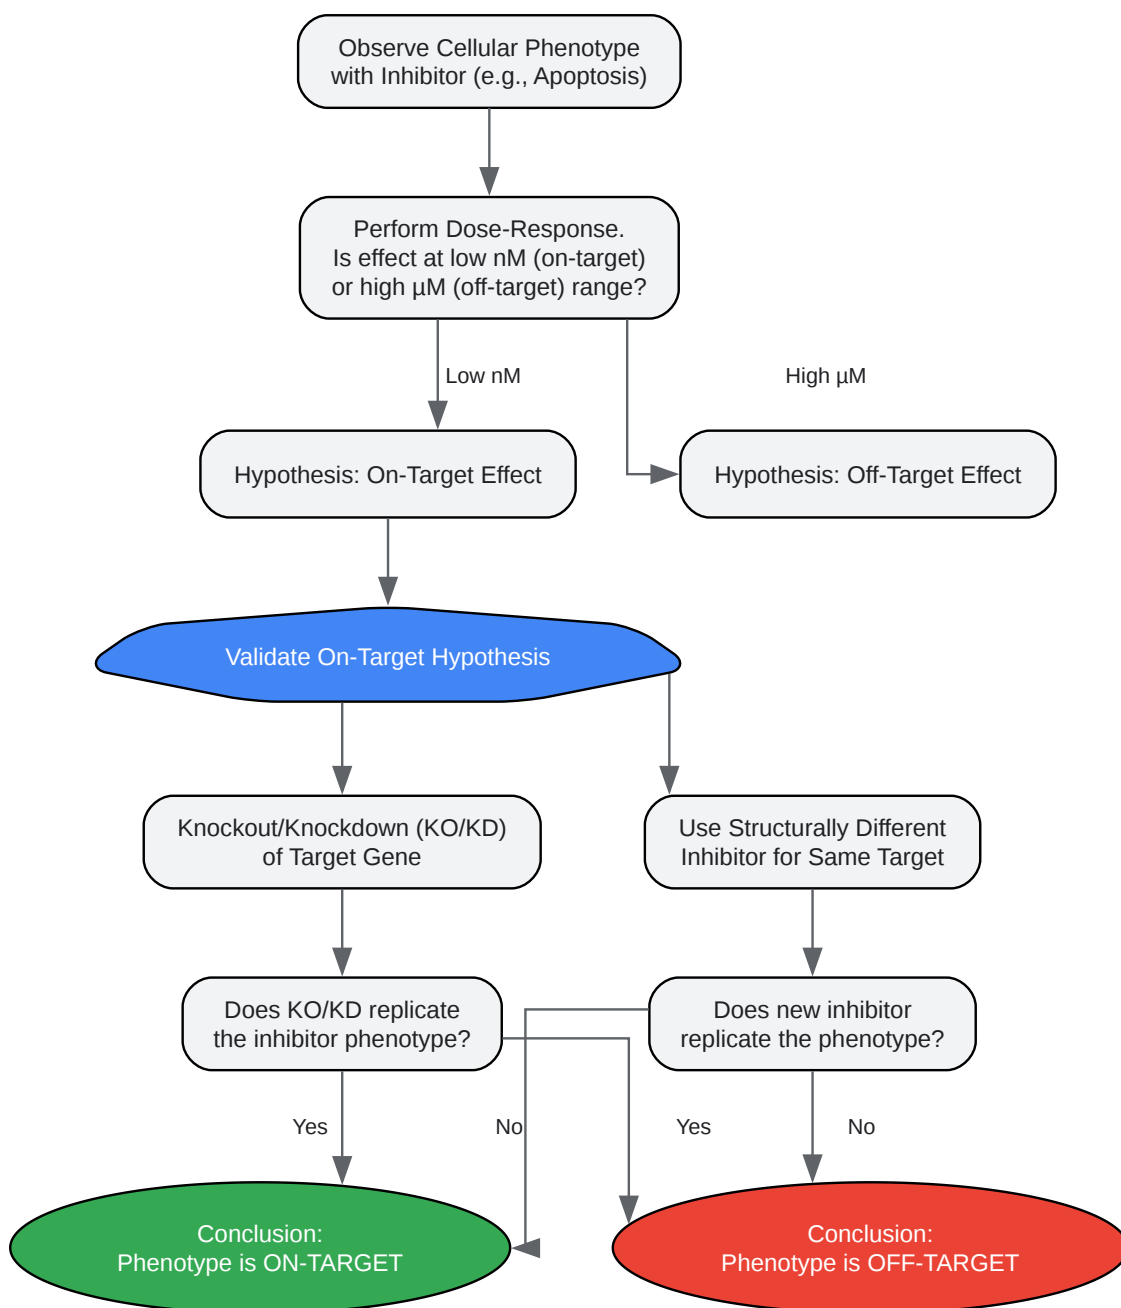 Observe Cellular Phenotype
with Inhibitor (e.g., Apoptosis)
Perform Dose-Response.
Is effect at low nM (on-target)
or high µM (off-target) range?
Low nM
High µM
Hypothesis: On-Target Effect
Hypothesis: Off-Target Effect
Validate On-Target Hypothesis
Knockout/Knockdown (KO/KD)
of Target Gene
Use Structurally Different
Inhibitor for Same Target
Does KO/KD replicate
the inhibitor phenotype?
Does new inhibitor
replicate the phenotype?
Yes
No
Yes
No
Conclusion:
Phenotype is ON-TARGET
Conclusion:
Phenotype is OFF-TARGET